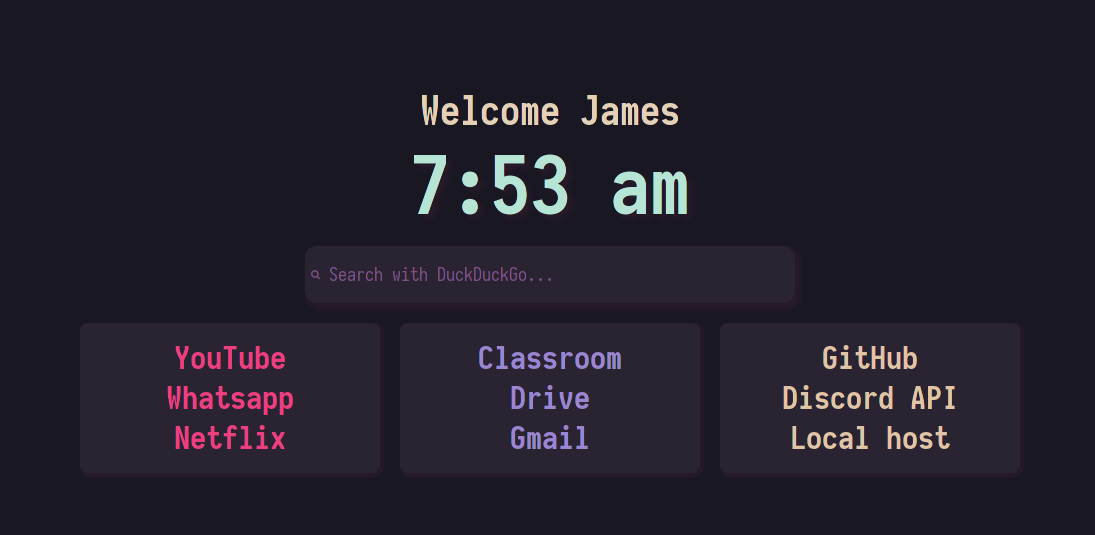 Welcome James
7:53 am
Search with DuckDuckGo...
YouTube
Whatsapp
Netflix
Classroom
Drive
Gmail
GitHub
Discord API
Local host